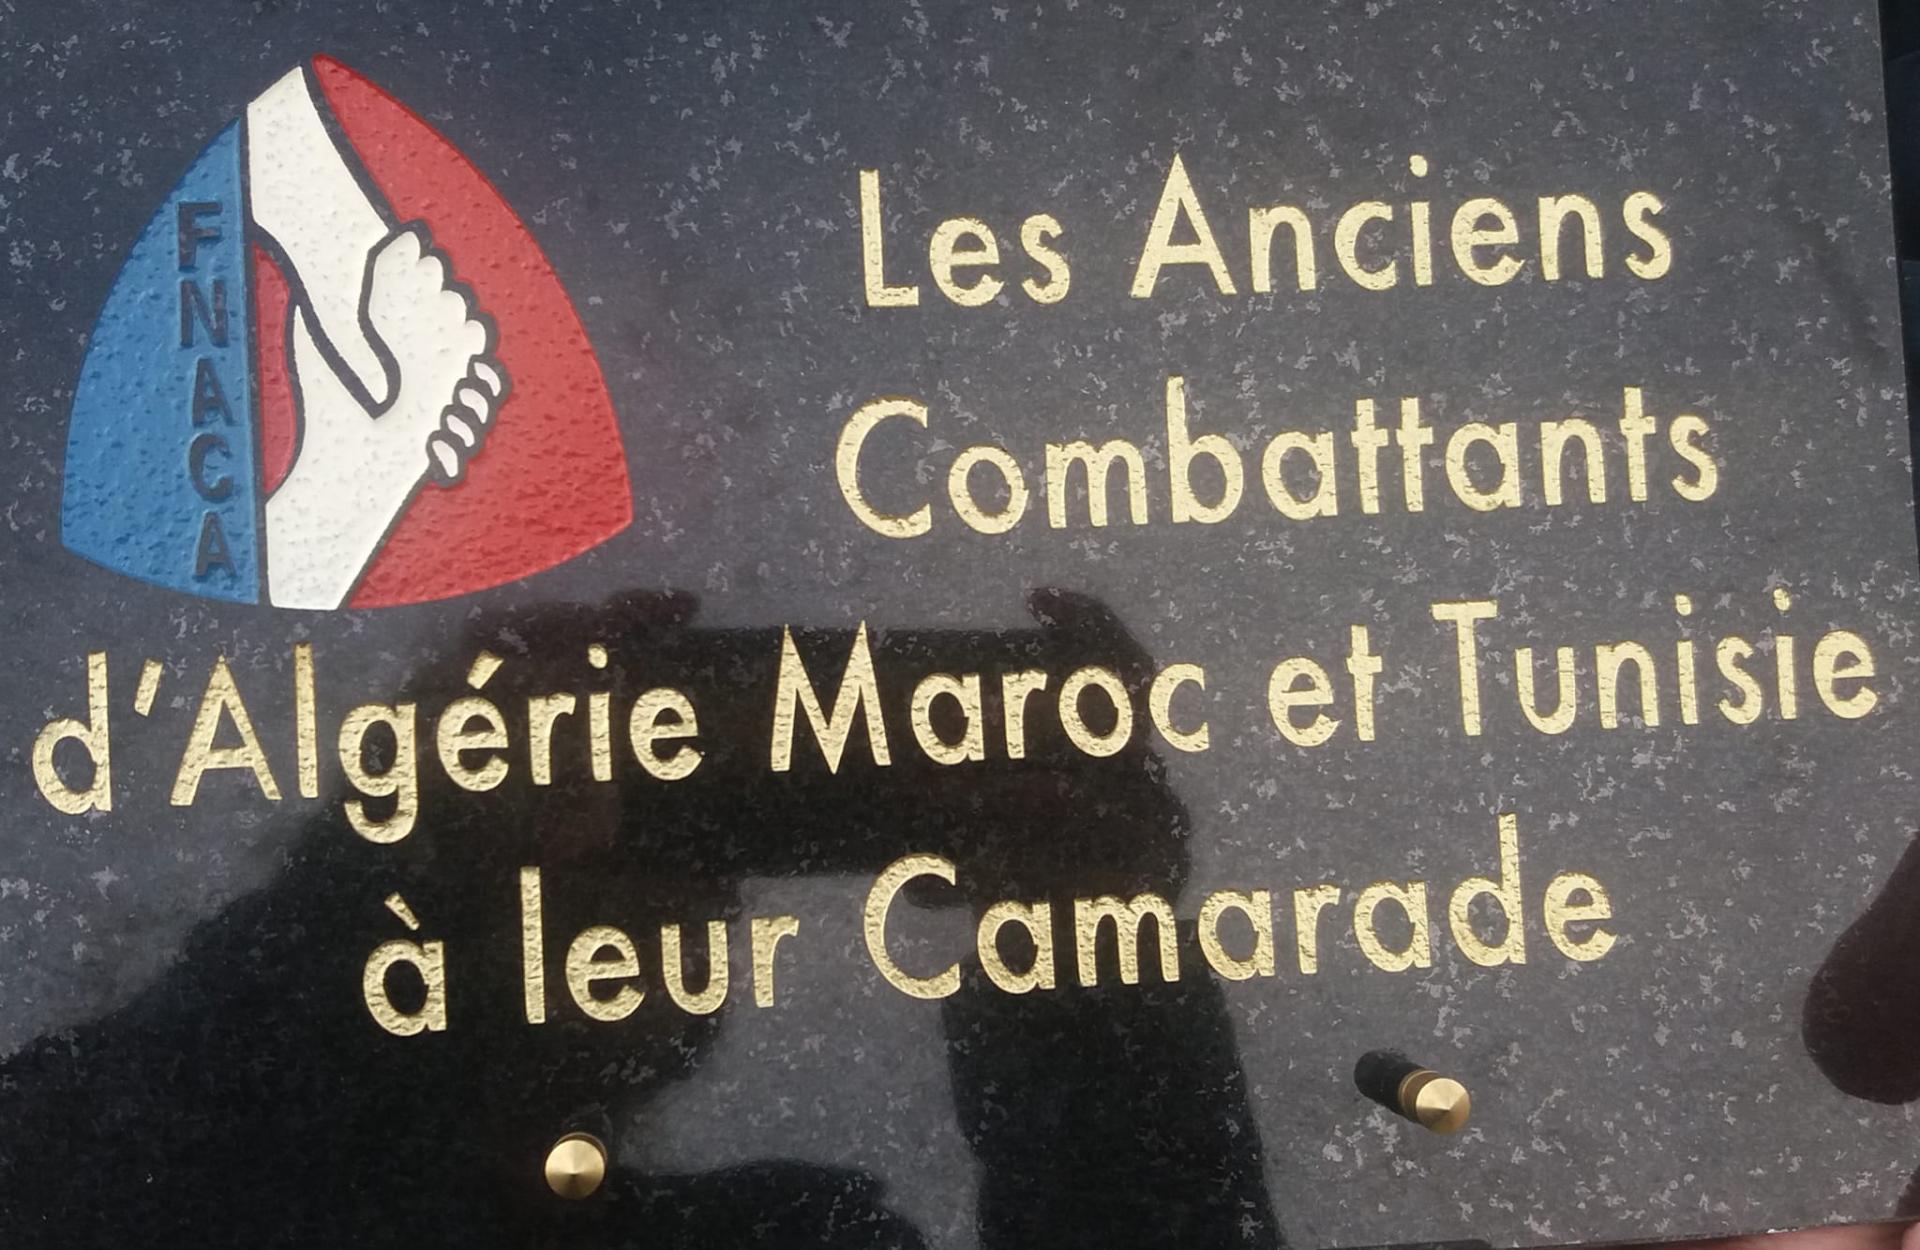 FNACA
Les Anciens
Combattants
d'Algérie Maroc et Tunisie
à leur Camarade